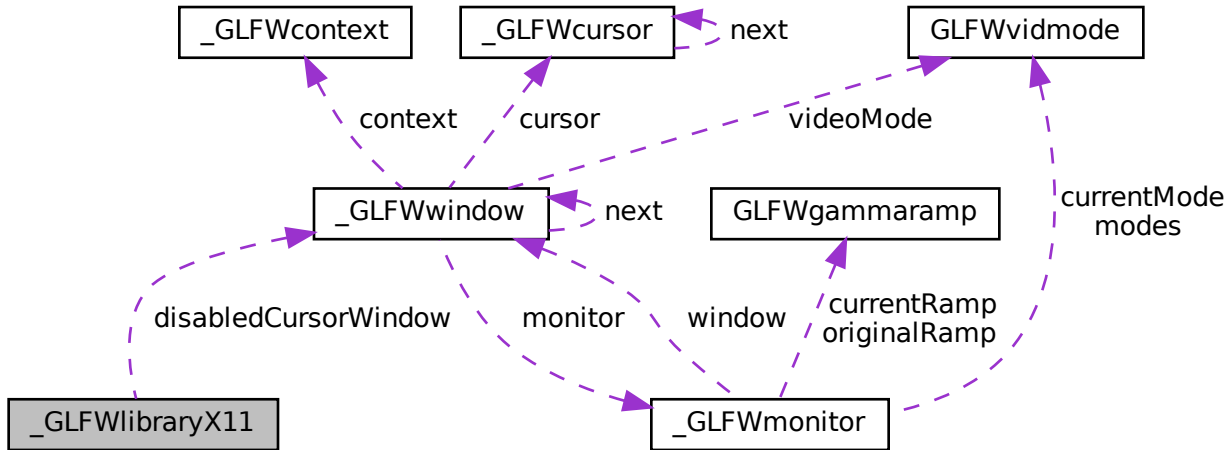 _GLFWcontext
_GLFWcursor
next
GLFWvidmode
context
cursor
videoMode
_GLFWwindow
next
GLFWgammaramp
currentMode
modes
disabledCursorWindow
monitor
window
currentRamp
originalRamp
_GLFWlibraryX11
_GLFWmonitor